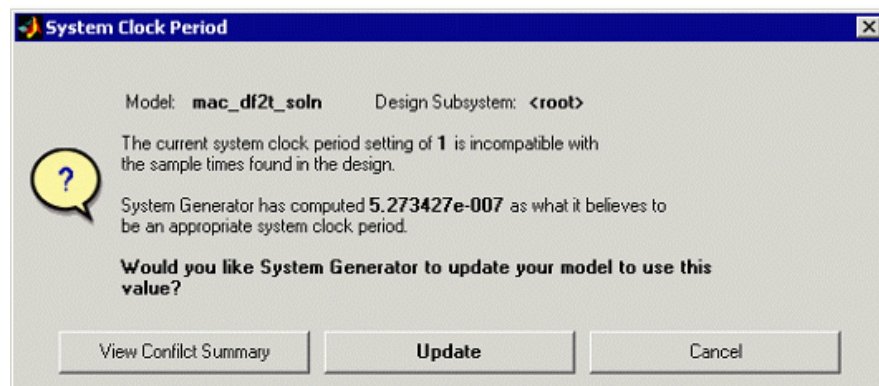 System Clock Period
Model: mac_df2t_soln Design Subsystem: <root>
The current system clock period setting of 1 is incompatible with
the sample times found in the design.
?
System Generator has computed 5.273427e-007 as what it believes to
be an appropriate system clock period.
Would you like System Generator to update your model to use this
value?
View Confilct Summary Update Cancel